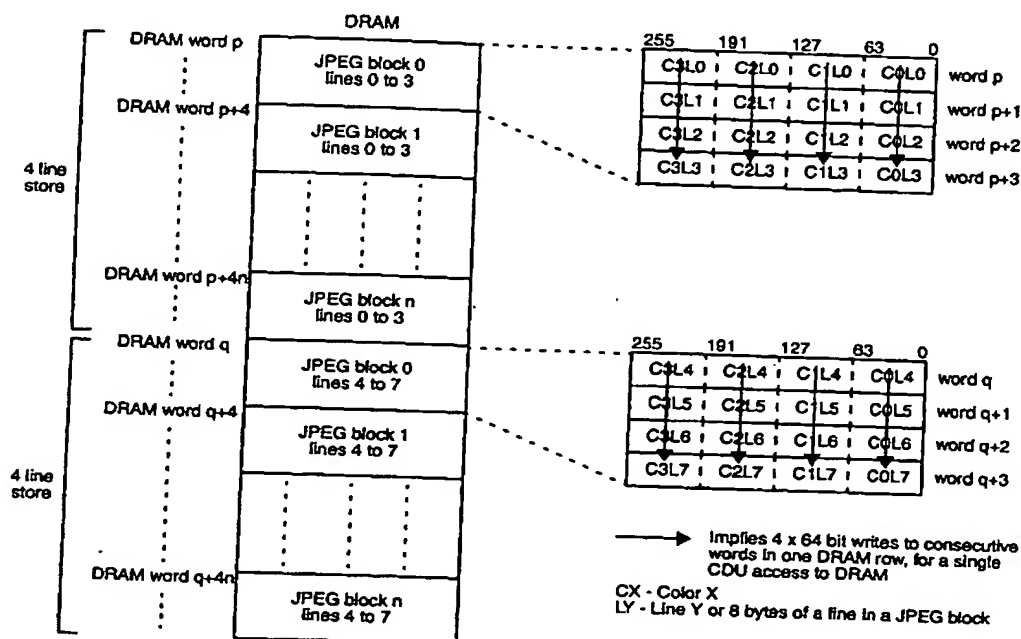 DRAM
DRAM word p
JPEG block 0
lines 0 to 3
DRAM word p+4
JPEG block 1
lines 0 to 3
4 line
store
DRAM word p+4n
JPEG block n
lines 0 to 3
255 191 127 63 0
C3L0 C2L0 C1L0 C0L0 word p
C3L1 C2L1 C1L1 C0L1 word p+1
C3L2 C2L2 C1L2 C0L2 word p+2
C3L3 C2L3 C1L3 C0L3 word p+3
DRAM word q
JPEG block 0
lines 4 to 7
DRAM word q+4
JPEG block 1
lines 4 to 7
4 line
store
DRAM word q+4n
JPEG block n
lines 4 to 7
255 191 127 63 0
C3L4 C2L4 C1L4 C0L4 word q
C3L5 C2L5 C1L5 C0L5 word q+1
C3L6 C2L6 C1L6 C0L6 word q+2
C3L7 C2L7 C1L7 C0L7 word q+3
Implies 4 x 64 bit writes to consecutive
words in one DRAM row, for a single
CDU access to DRAM
CX - Color X
LY - Line Y or 8 bytes of a line in a JPEG block